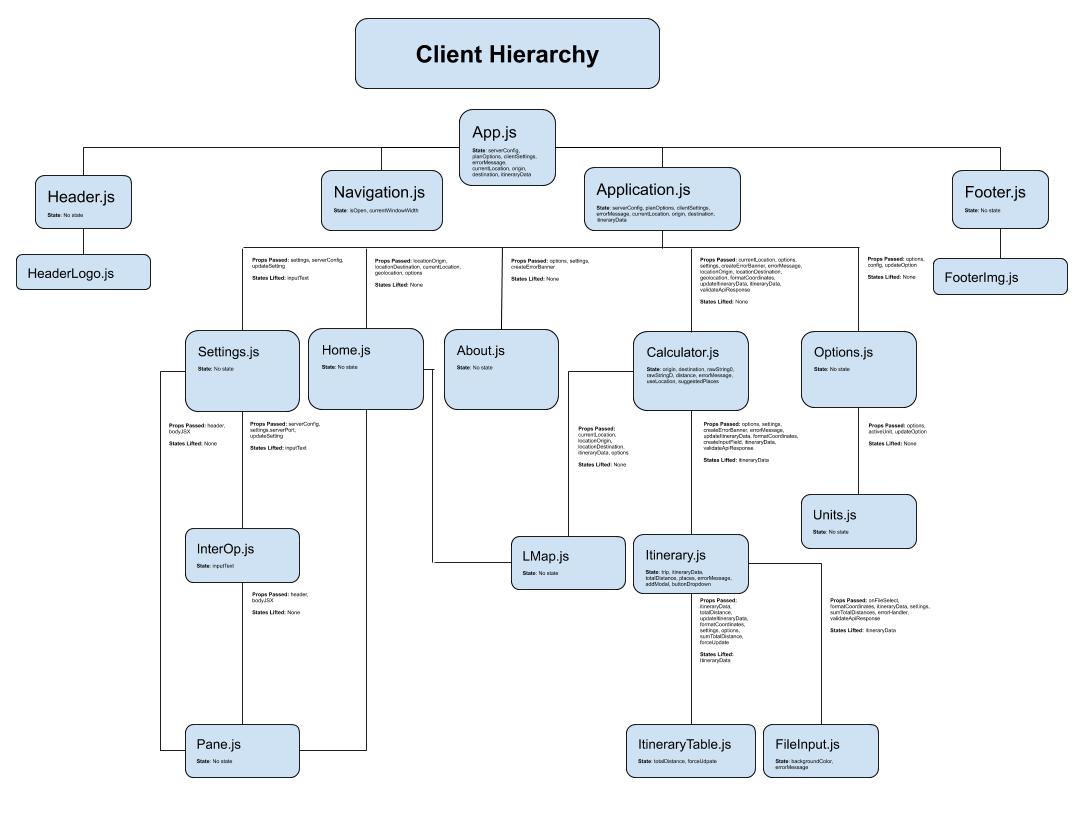 Client Hierarchy
App.js
State: serverConfig,
planOptions, clientSettings,
errorMessage,
currentLocation, origin,
destination, itineraryData
Header.js
State: No state
Navigation.js
State: isOpen, currentWindowWidth
Application.js
State: serverConfig, planOptions, clientSettings,
errorMessage, currentLocation, origin, destination,
itineraryData
Footer.js
State: No state
HeaderLogo.js
FooterImg.js
Props Passed: settings, serverConfig,
updateSetting
States Lifted: inputText
Props Passed: locationOrigin,
locationDestination, currentLocation,
geolocation, options
States Lifted: None
Props Passed: options, settings,
createErrorBanner
States Lifted: None
Props Passed: currentLocation, options,
settings, createErrorBanner, errorMessage,
locationOrigin, locationDestination,
geolocation, formatCoordinates,
updateItineraryData, itineraryData,
validateApiResponse
States Lifted: None
Props Passed: options,
config, updateOption
States Lifted: None
Settings.js
State: No state
Home.js
State: No state
About.js
State: No state
Calculator.js
State: origin, destination, rawStringO,
rawStringD, distance, errorMessage,
useLocation, suggestedPlaces
Options.js
State: No state
Props Passed: header,
bodyJSX
States Lifted: None
Props Passed: serverConfig,
settings.serverPort,
updateSetting
States Lifted: inputText
Props Passed:
currentLocation,
locationOrigin,
locationDestination,
itineraryData, options
States Lifted: None
Props Passed: options, settings,
createErrorBanner, errorMessage,
updateItineraryData, formatCoordinates,
createInputField, itineraryData,
validateApiResponse
States Lifted: itineraryData
Props Passed: options,
activeUnit, updateOption
States Lifted: None
Units.js
State: No state
InterOp.js
State: inputText
LMap.js
State: No state
Itinerary.js
State: trip, itineraryData,
totalDistance, places, errorMessage,
addModal, buttonDropdown
Props Passed: header,
bodyJSX
States Lifted: None
Props Passed:
itineraryData,
totalDistance,
updateItineraryData,
formatCoordinates,
settings, options,
sumTotalDistance,
forceUpdate
States Lifted:
itineraryData
Props Passed: onFileSelect,
formatCoordinates, itineraryData, settings,
sumTotalDistances, errorHandler,
validateApiResponse
States Lifted: itineraryData
Pane.js
State: No state
ItineraryTable.js
State: totalDistance, forceUdpate
FileInput.js
State: backgroundColor,
errorMessage